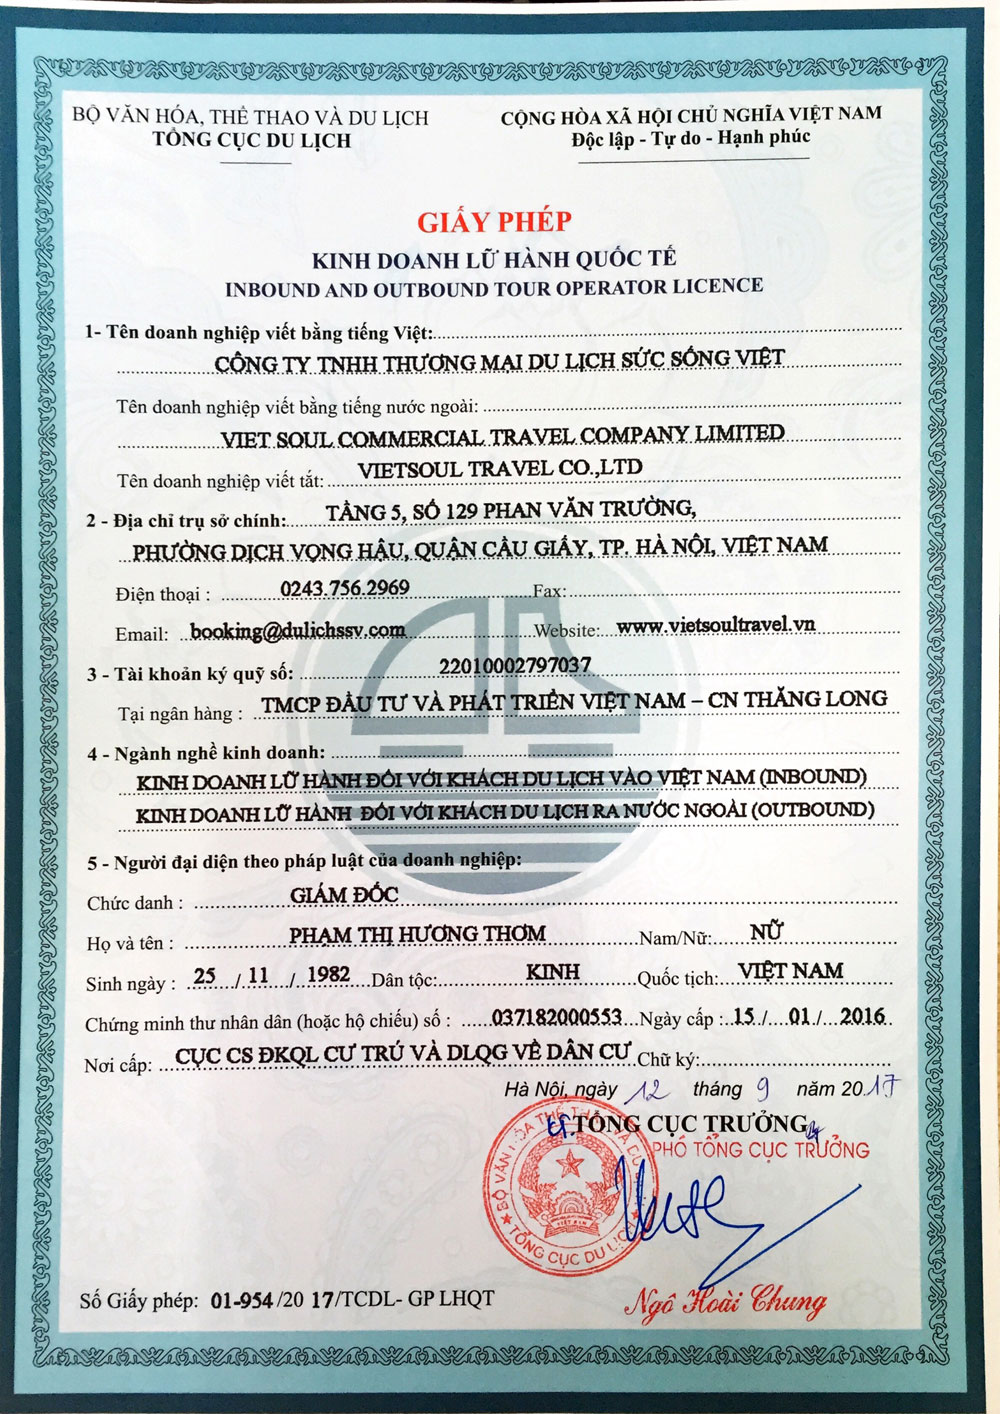 BỘ VĂN HÓA, THỂ THAO VÀ DU LỊCH
TỔNG CỤC DU LỊCH
CỘNG HÒA XÃ HỘI CHỦ NGHĨA VIỆT NAM
Độc lập - Tự do - Hạnh phúc
GIẤY PHÉP
KINH DOANH LỮ HÀNH QUỐC TẾ
INBOUND AND OUTBOUND TOUR OPERATOR LICENCE
1- Tên doanh nghiệp viết bằng tiếng Việt:
CÔNG TY TNHH THƯƠNG MẠI DU LỊCH SỨC SỐNG VIỆT
Tên doanh nghiệp viết bằng tiếng nước ngoài:
VIET SOUL COMMERCIAL TRAVEL COMPANY LIMITED
Tên doanh nghiệp viết tắt: VIETSOUL TRAVEL CO.,LTD
2 - Địa chỉ trụ sở chính: TẦNG 5, SỐ 129 PHAN VĂN TRƯỜNG,
PHƯỜNG DỊCH VỌNG HẬU, QUẬN CẦU GIẤY, TP. HÀ NỘI, VIỆT NAM
Điện thoại : 0243.756.2969 Fax:
Email: booking@dulichssv.com Website: www.vietsoultravel.vn
3 - Tài khoản ký quỹ số: 22010002797037
Tại ngân hàng : TMCP ĐẦU TƯ VÀ PHÁT TRIỂN VIỆT NAM – CN THĂNG LONG
4 - Ngành nghề kinh doanh:
KINH DOANH LỮ HÀNH ĐỐI VỚI KHÁCH DU LỊCH VÀO VIỆT NAM (INBOUND)
KINH DOANH LỮ HÀNH ĐỐI VỚI KHÁCH DU LỊCH RA NƯỚC NGOÀI (OUTBOUND)
5 - Người đại diện theo pháp luật của doanh nghiệp:
Chức danh : GIÁM ĐỐC
Họ và tên : PHẠM THỊ HƯƠNG THƠM Nam/Nữ: NỮ
Sinh ngày : 25 / 11 / 1982 Dân tộc: KINH Quốc tịch: VIỆT NAM
Chứng minh thư nhân dân (hoặc hộ chiếu) số : 037182000553 Ngày cấp : 15 / 01 / 2016
Nơi cấp: CỤC CS ĐKQL CƯ TRÚ VÀ DLQG VỀ DÂN CƯ Chữ ký:
Hà Nội, ngày 12 tháng 9 năm 2017
KT. TỔNG CỤC TRƯỞNG
PHÓ TỔNG CỤC TRƯỞNG
BỘ VĂN HÓA THỂ THAO VÀ DU LỊCH
VIỆT NAM
TỔNG CỤC DU LỊCH
Số Giấy phép: 01-954 /20 17 /TCDL- GP LHQT
Ngô Hoài Chung